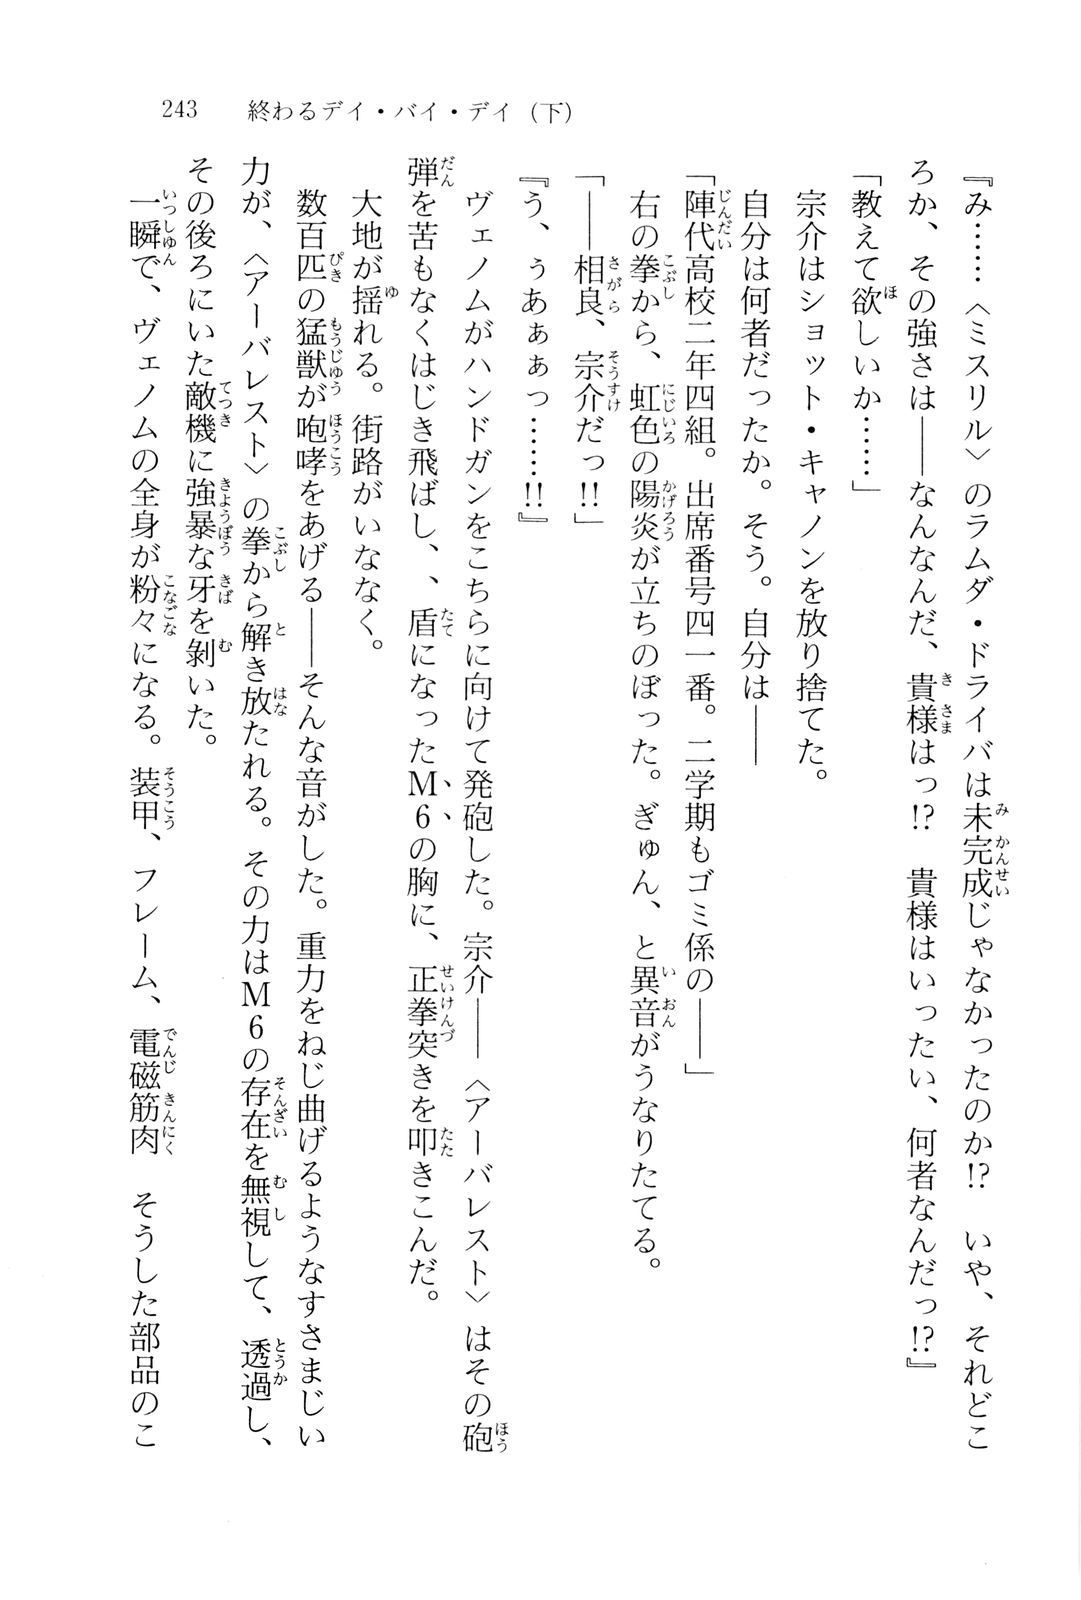 243　終わるデイ・バイ・デイ（下）
『み……〈ミスリル〉のラムダ・ドライバは未完成じゃなかったのか!?　いや、それどこ
ろか、その強さは――なんなんだ、貴様はっ!?　貴様はいったい、何者なんだっ!?』
「教えて欲しいか……」
　宗介はショット・キャノンを放り捨てた。
　自分は何者だったか。そう。自分は――
「陣代高校二年四組。出席番号四一番。二学期もゴミ係の――」
　右の拳から、虹色の陽炎が立ちのぼった。ぎゅん、と異音がうなりたてる。
「――相良、宗介だっ!!」
『う、うあぁぁっ……!!』
　ヴェノムがハンドガンをこちらに向けて発砲した。宗介――〈アーバレスト〉はその砲
弾を苦もなくはじき飛ばし、、盾になったM6の胸に、正拳突きを叩きこんだ。
　大地が揺れる。街路がいななく。
　数百匹の猛獣が咆哮をあげる――そんな音がした。重力をねじ曲げるようなすさまじい
力が、〈アーバレスト〉の拳から解き放たれる。その力はM6の存在を無視して、透過し、
その後ろにいた敵機に強暴な牙を剝いた。
　一瞬で、ヴェノムの全身が粉々になる。装甲、フレーム、電磁筋肉　そうした部品のこ